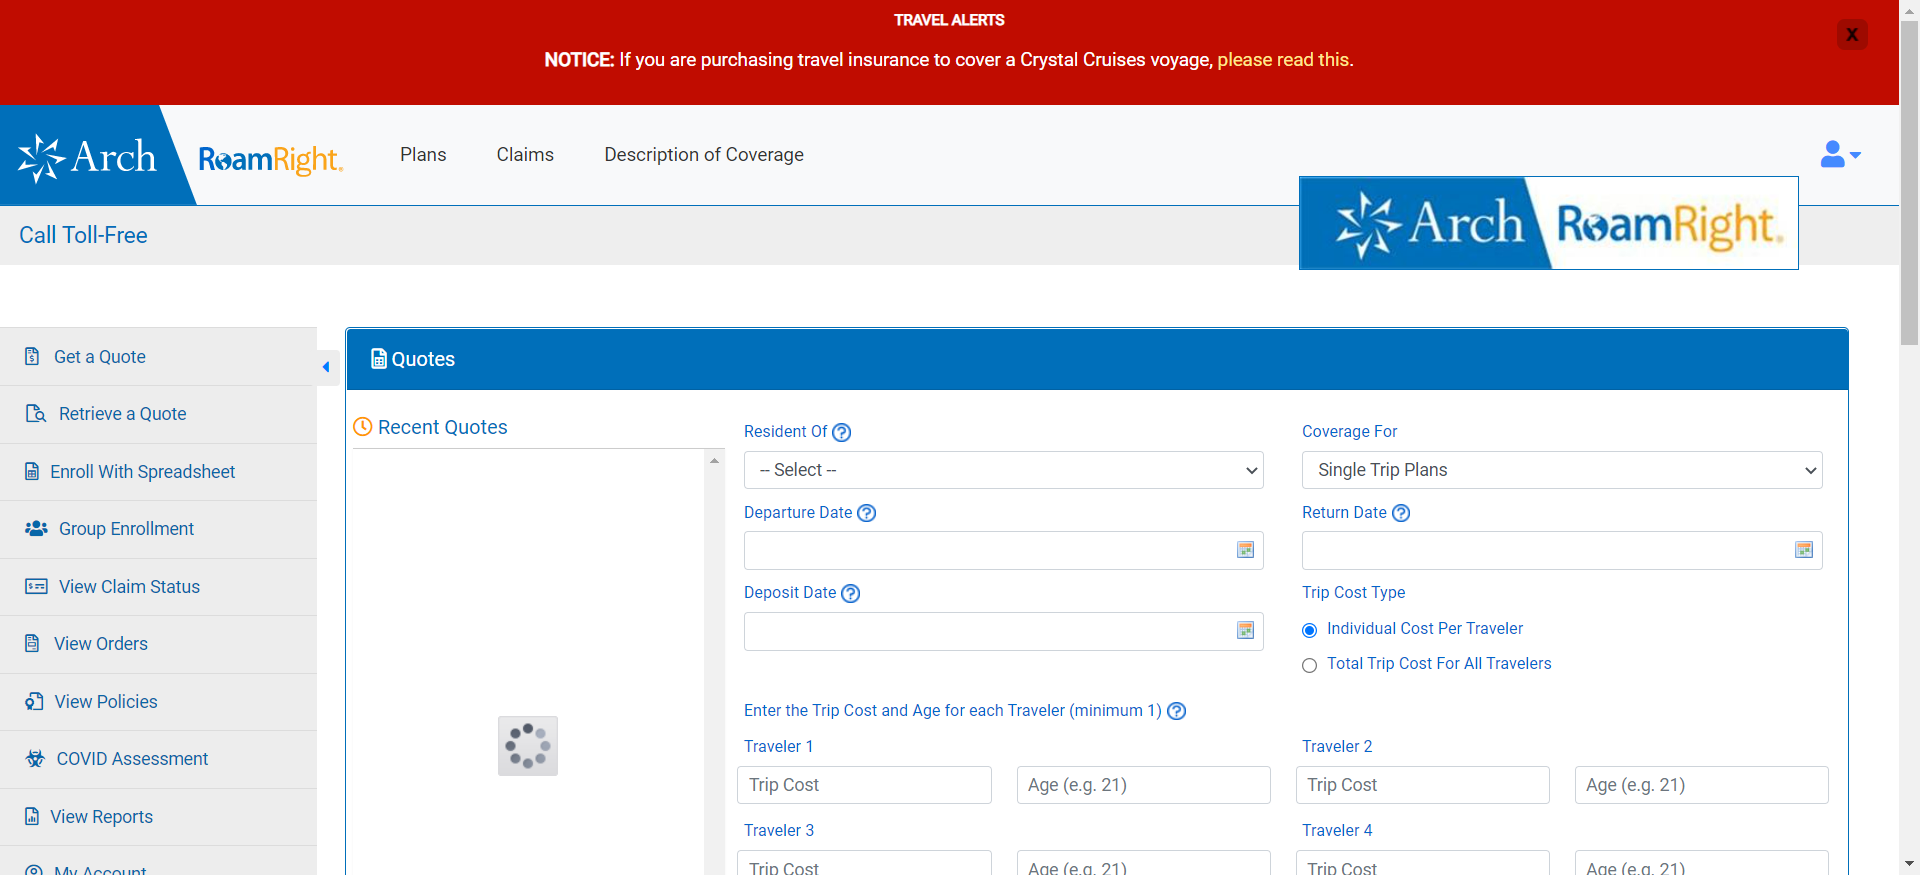 TRAVEL ALERTS
X
NOTICE: If you are purchasing travel insurance to cover a Crystal Cruises voyage, please read this.
Arch RoamRight.
Plans
Claims
Description of Coverage
Call Toll-Free
Arch RoamRight.
Get a Quote
Retrieve a Quote
Enroll With Spreadsheet
Group Enrollment
View Claim Status
View Orders
View Policies
COVID Assessment
View Reports
My Account
Quotes
Recent Quotes
Resident Of ?
-- Select --
Coverage For
Single Trip Plans
Departure Date ?
Return Date ?
Deposit Date ?
Trip Cost Type
Individual Cost Per Traveler
Total Trip Cost For All Travelers
Enter the Trip Cost and Age for each Traveler (minimum 1) ?
Traveler 1
Trip Cost
Age (e.g. 21)
Traveler 2
Trip Cost
Age (e.g. 21)
Traveler 3
Trip Cost
Age (e.g. 21)
Traveler 4
Trip Cost
Age (e.g. 21)